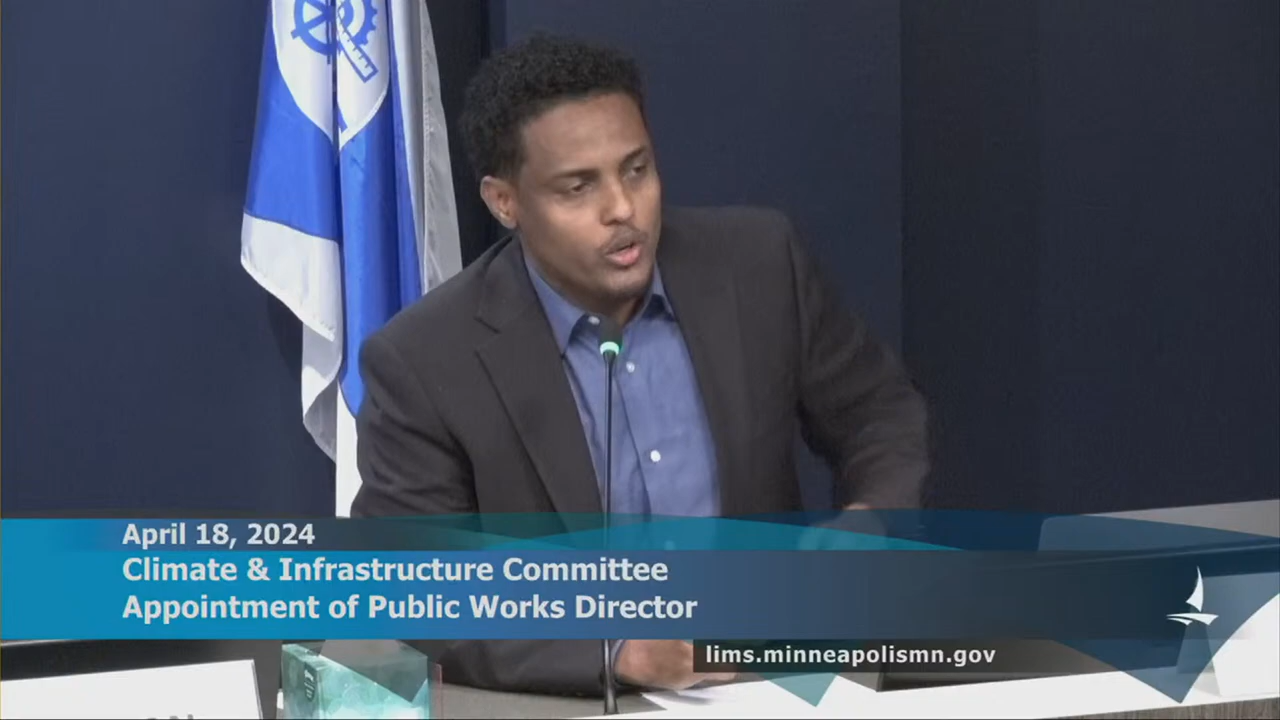 April 18, 2024
Climate & Infrastructure Committee
Appointment of Public Works Director
lims.minneapolismn.gov